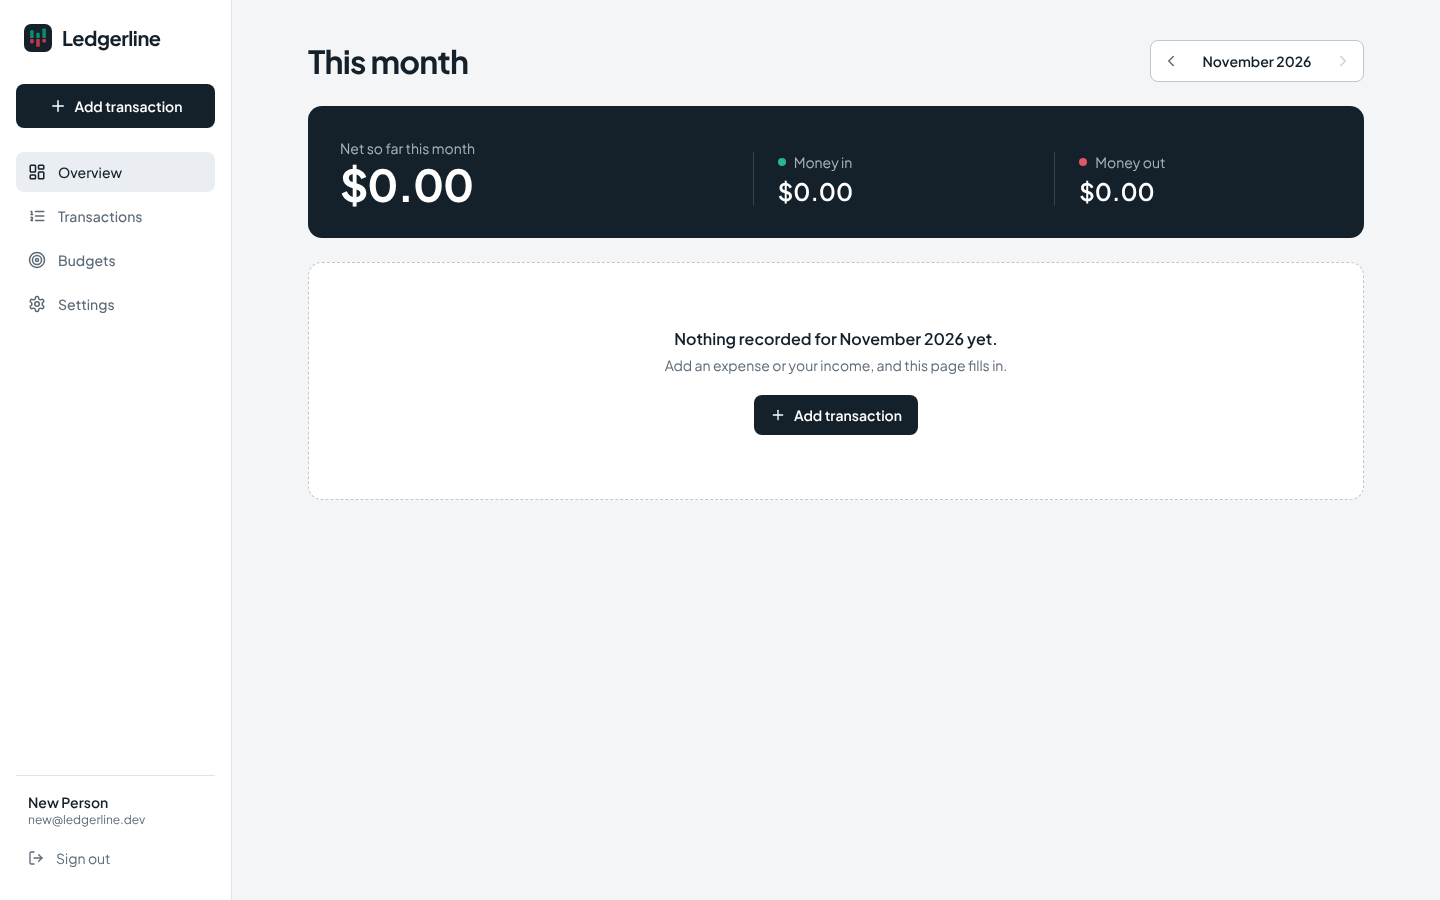 Ledgerline
Add transaction
Overview
Transactions
Budgets
Settings
New Person
new@ledgerline.dev
Sign out
This month
November 2026
Net so far this month
$0.00
Money in
$0.00
Money out
$0.00
Nothing recorded for November 2026 yet.
Add an expense or your income, and this page fills in.
Add transaction